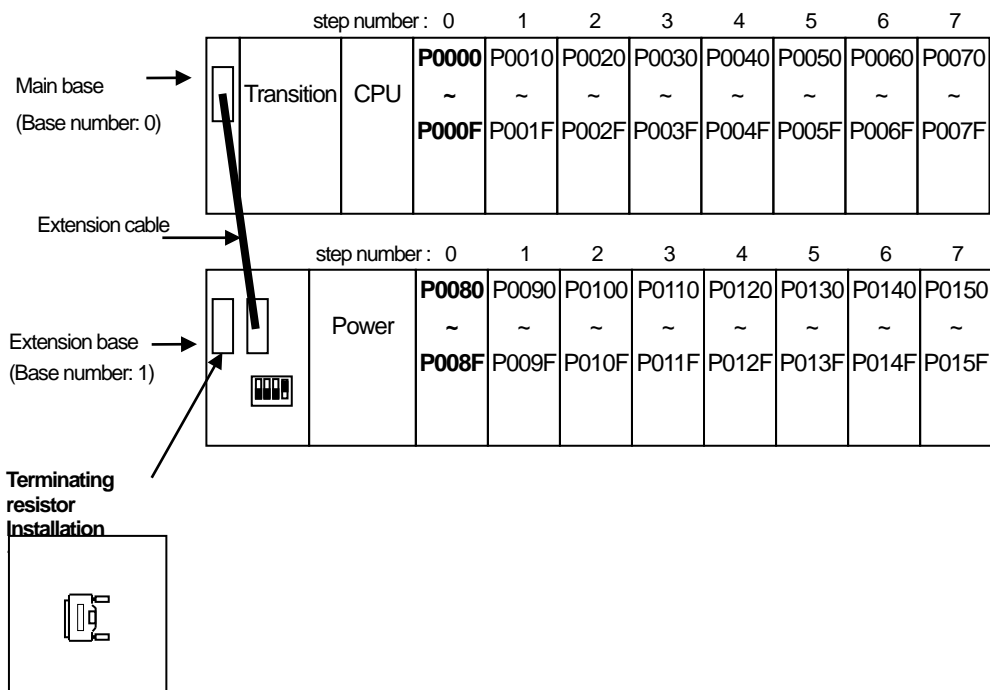 step number : 0 1 2 3 4 5 6 7
Main base
(Base number: 0)
Transition CPU
P0000 P0010 P0020 P0030 P0040 P0050 P0060 P0070
~ ~ ~ ~ ~ ~ ~ ~
P000F P001F P002F P003F P004F P005F P006F P007F
Extension cable
step number : 0 1 2 3 4 5 6 7
Extension base
(Base number: 1)
Power
P0080 P0090 P0100 P0110 P0120 P0130 P0140 P0150
~ ~ ~ ~ ~ ~ ~ ~
P008F P009F P010F P011F P012F P013F P014F P015F
Terminating
resistor
Installation